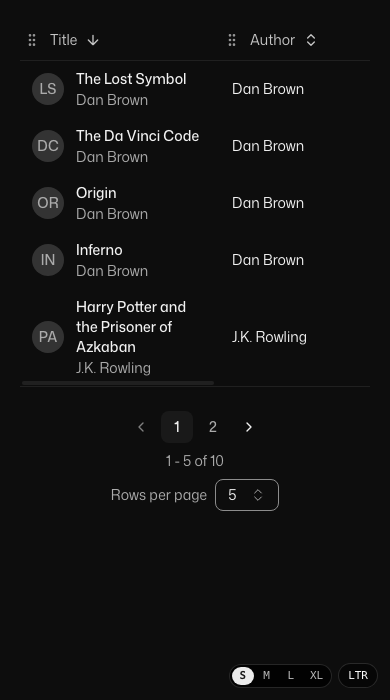 Title Author
LS The Lost Symbol Dan Brown
Dan Brown
DC The Da Vinci Code Dan Brown
Dan Brown
OR Origin Dan Brown
Dan Brown
IN Inferno Dan Brown
Dan Brown
Harry Potter and
PA the Prisoner of J.K. Rowling
Azkaban
J.K. Rowling
1 2
1 - 5 of 10
Rows per page 5
S M L XL LTR